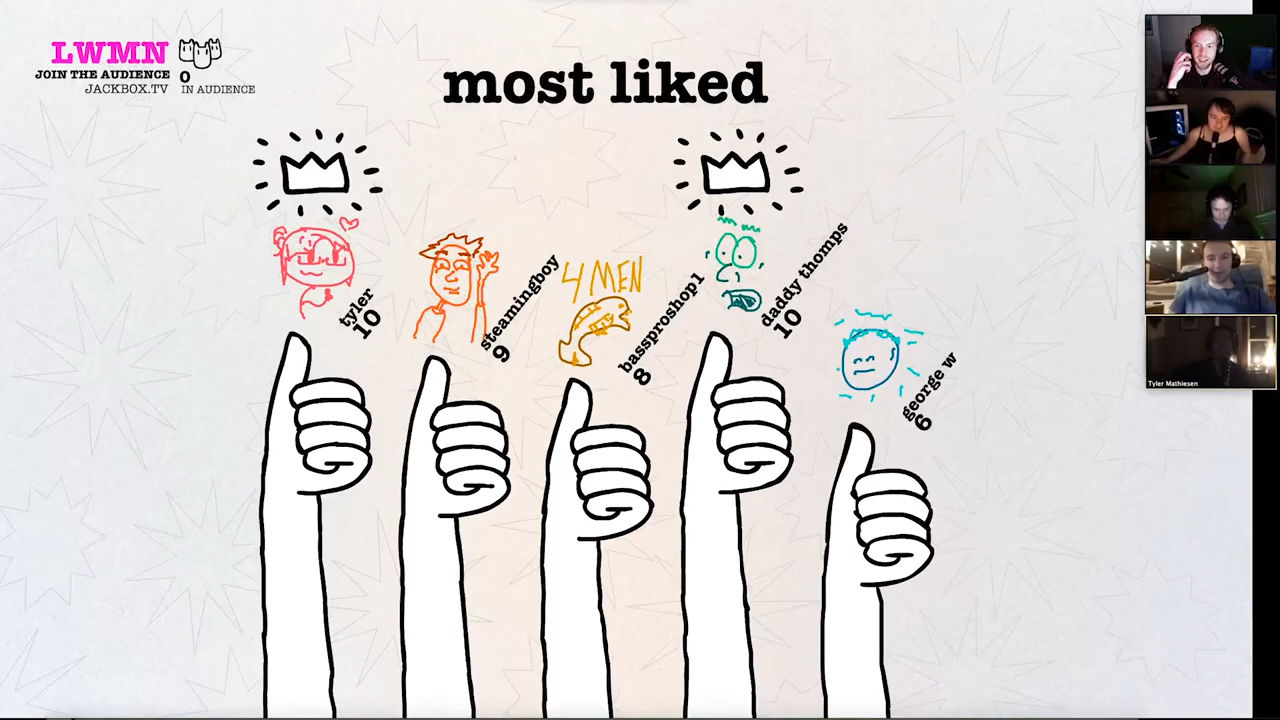 LWMN
JOIN THE AUDIENCE
JACKBOX.TV
0
IN AUDIENCE
most liked
tyler
10
steamingboy
9
4 MEN
bassproshop1
8
daddy thomps
10
george w
6
Tyler Mathiesen